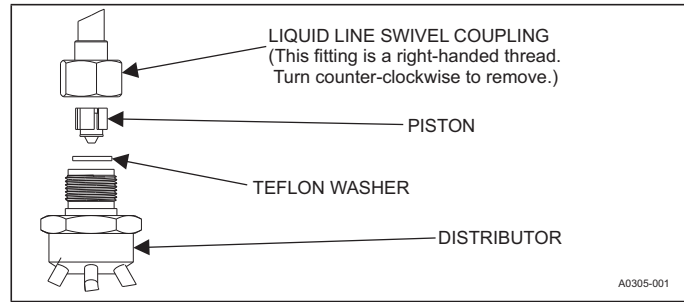 LIQUID LINE SWIVEL COUPLING
(This fitting is a right-handed thread.
Turn counter-clockwise to remove.)
PISTON
TEFLON WASHER
DISTRIBUTOR
A0305-001